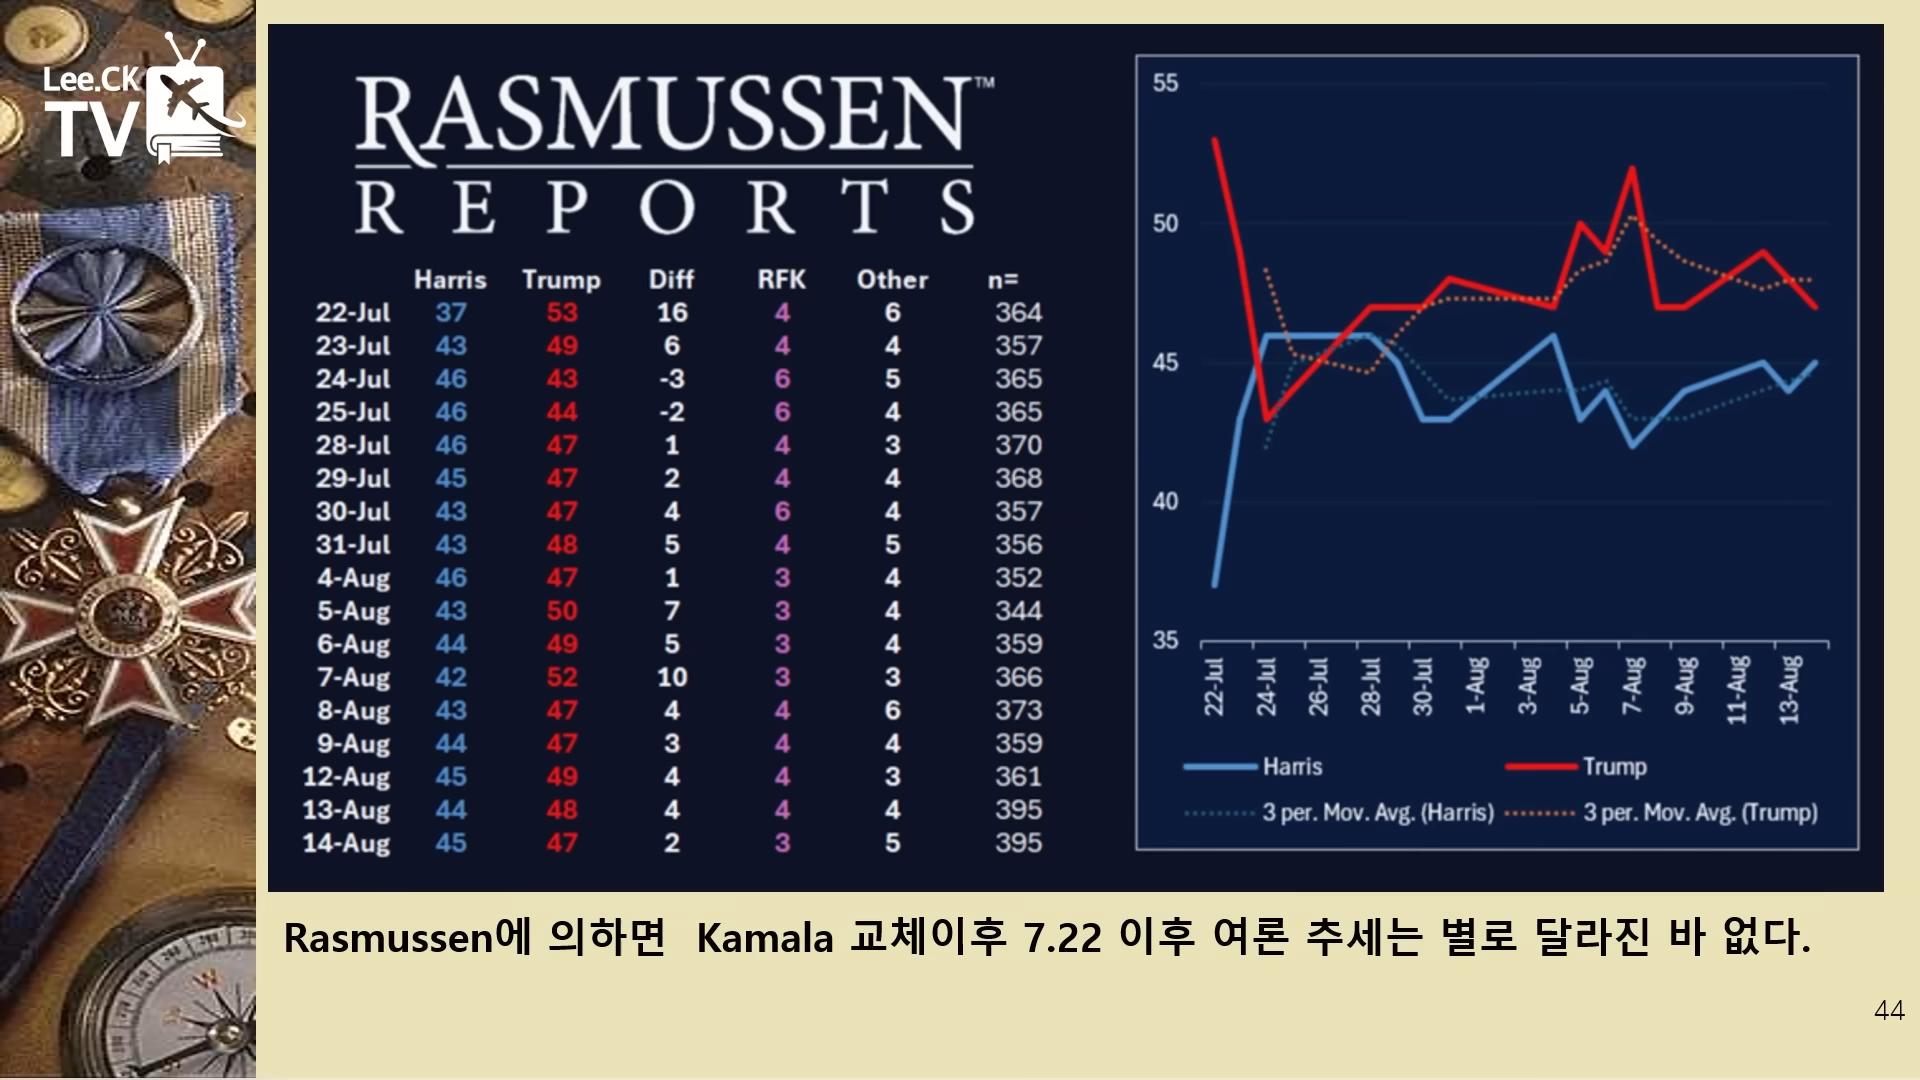 Lee.CK
TV
RASMUSSEN™
REPORTS
Harris Trump Diff RFK Other n=
22-Jul 37 53 16 4 6 364
23-Jul 43 49 6 4 4 357
24-Jul 46 43 -3 6 5 365
25-Jul 46 44 -2 6 4 365
28-Jul 46 47 1 4 3 370
29-Jul 45 47 2 4 4 368
30-Jul 43 47 4 6 4 357
31-Jul 43 48 5 4 5 356
4-Aug 46 47 1 3 4 352
5-Aug 43 50 7 3 4 344
6-Aug 44 49 5 3 4 359
7-Aug 42 52 10 3 3 366
8-Aug 43 47 4 4 6 373
9-Aug 44 47 3 4 4 359
12-Aug 45 49 4 4 3 361
13-Aug 44 48 4 4 4 395
14-Aug 45 47 2 3 5 395
55
50
45
40
35
22-Jul 24-Jul 26-Jul 28-Jul 30-Jul 1-Aug 3-Aug 5-Aug 7-Aug 9-Aug 11-Aug 13-Aug
Harris Trump
3 per. Mov. Avg. (Harris) 3 per. Mov. Avg. (Trump)
Rasmussen에 의하면 Kamala 교체이후 7.22 이후 여론 추세는 별로 달라진 바 없다.
44